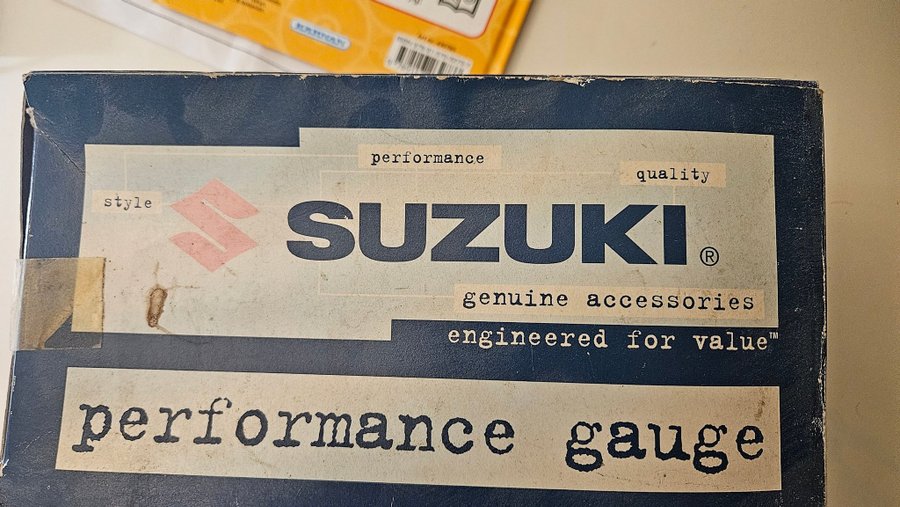 performance
quality
style
SUZUKI®
genuine accessories
engineered for value™
performance gauge